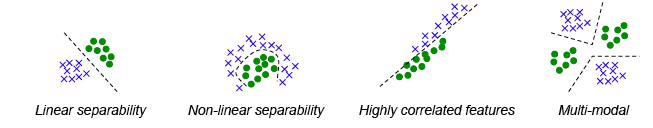 Linear separability
Non-linear separability
Highly correlated features
Multi-modal